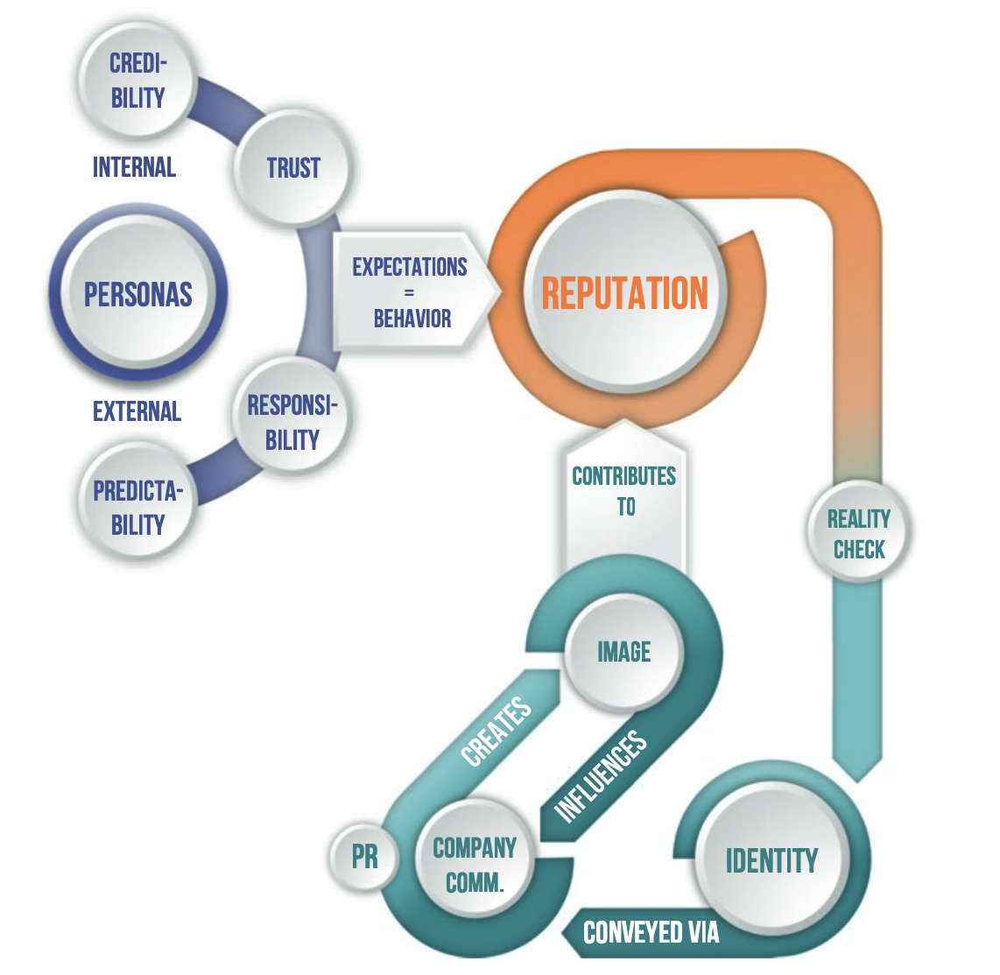 CREDI-
BILITY
INTERNAL
TRUST
PERSONAS
EXPECTATIONS
=
BEHAVIOR
REPUTATION
EXTERNAL
RESPONSI-
BILITY
PREDICTA-
BILITY
CONTRIBUTES
TO
REALITY
CHECK
IMAGE
CREATES
INFLUENCES
PR
COMPANY
COMM.
IDENTITY
CONVEYED VIA